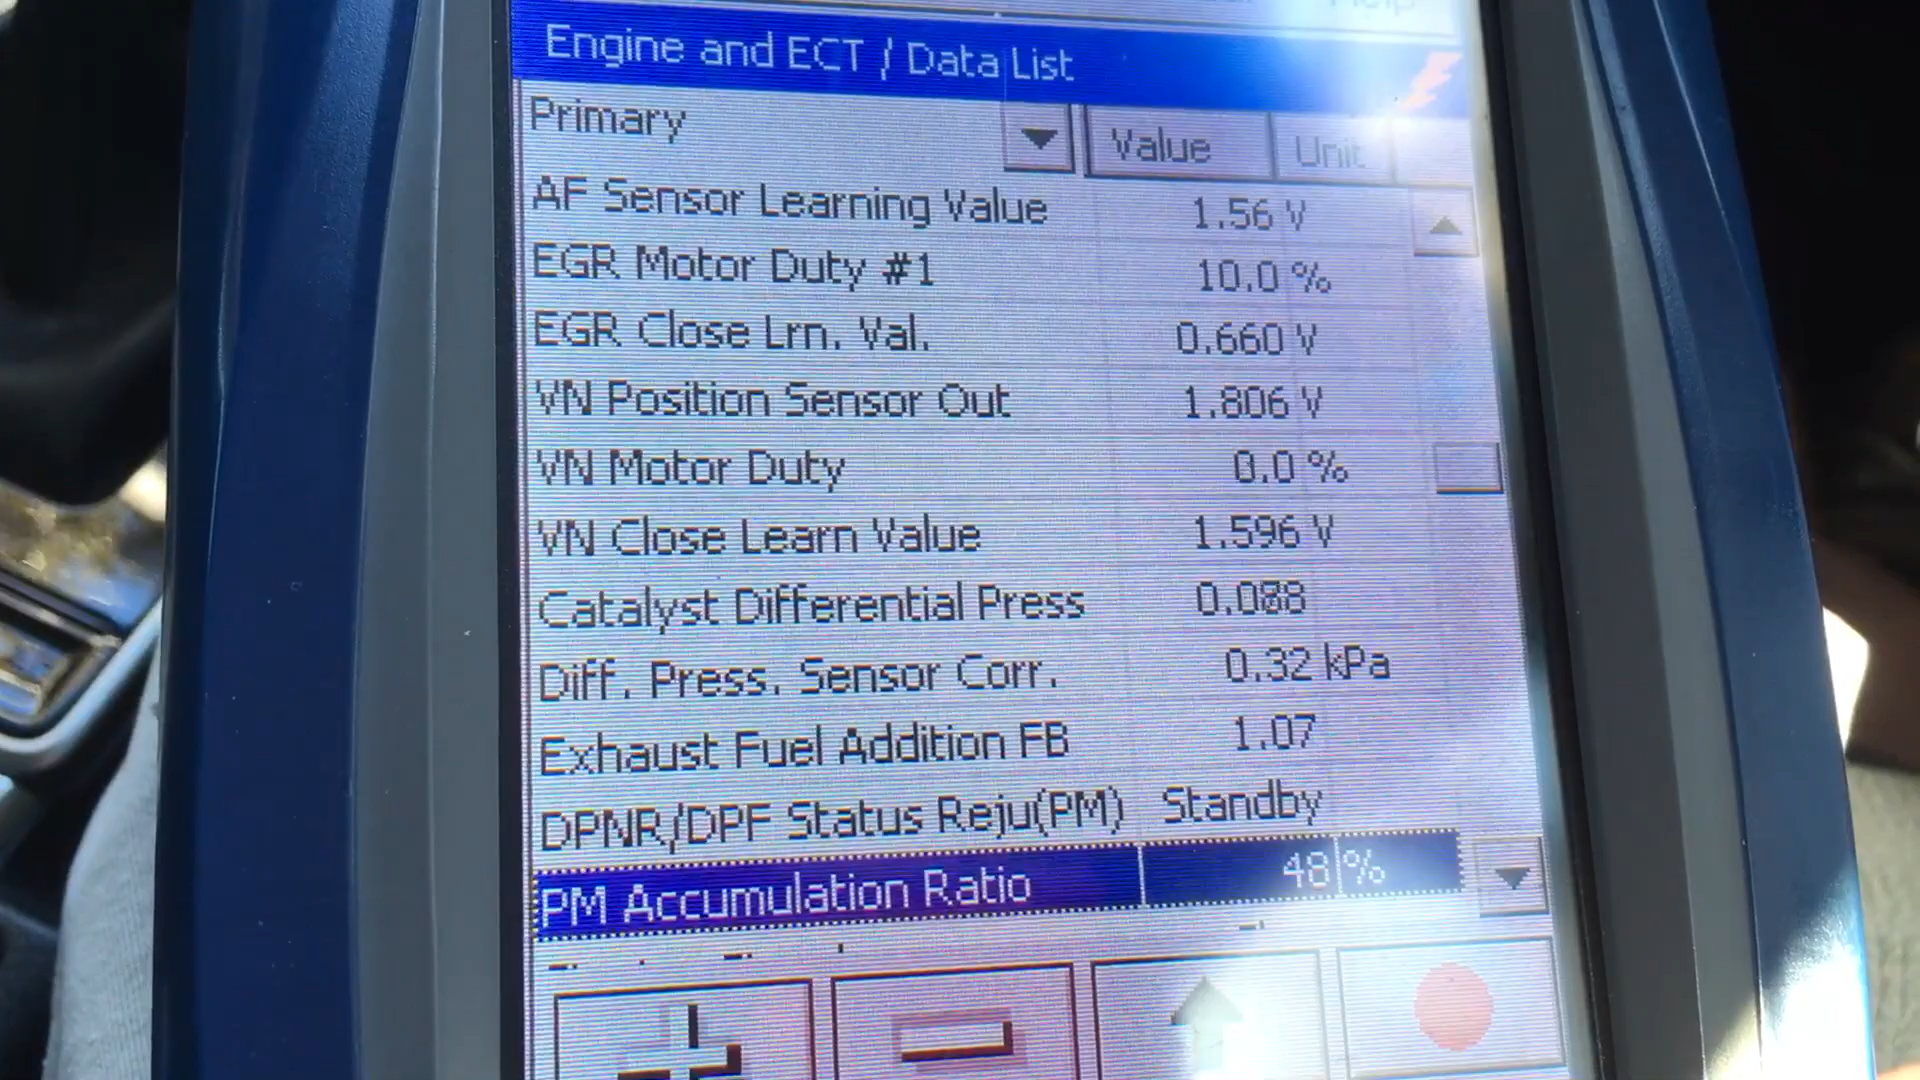 Help
Engine and ECT / Data List
Primary Value Unit
AF Sensor Learning Value 1.56 V
EGR Motor Duty #1 10.0 %
EGR Close Lrn. Val. 0.660 V
VN Position Sensor Out 1.806 V
VN Motor Duty 0.0 %
VN Close Learn Value 1.596 V
Catalyst Differential Press 0.088
Diff. Press. Sensor Corr. 0.32 kPa
Exhaust Fuel Addition FB 1.07
DPNR/DPF Status Reju(PM) Standby
PM Accumulation Ratio 48 %